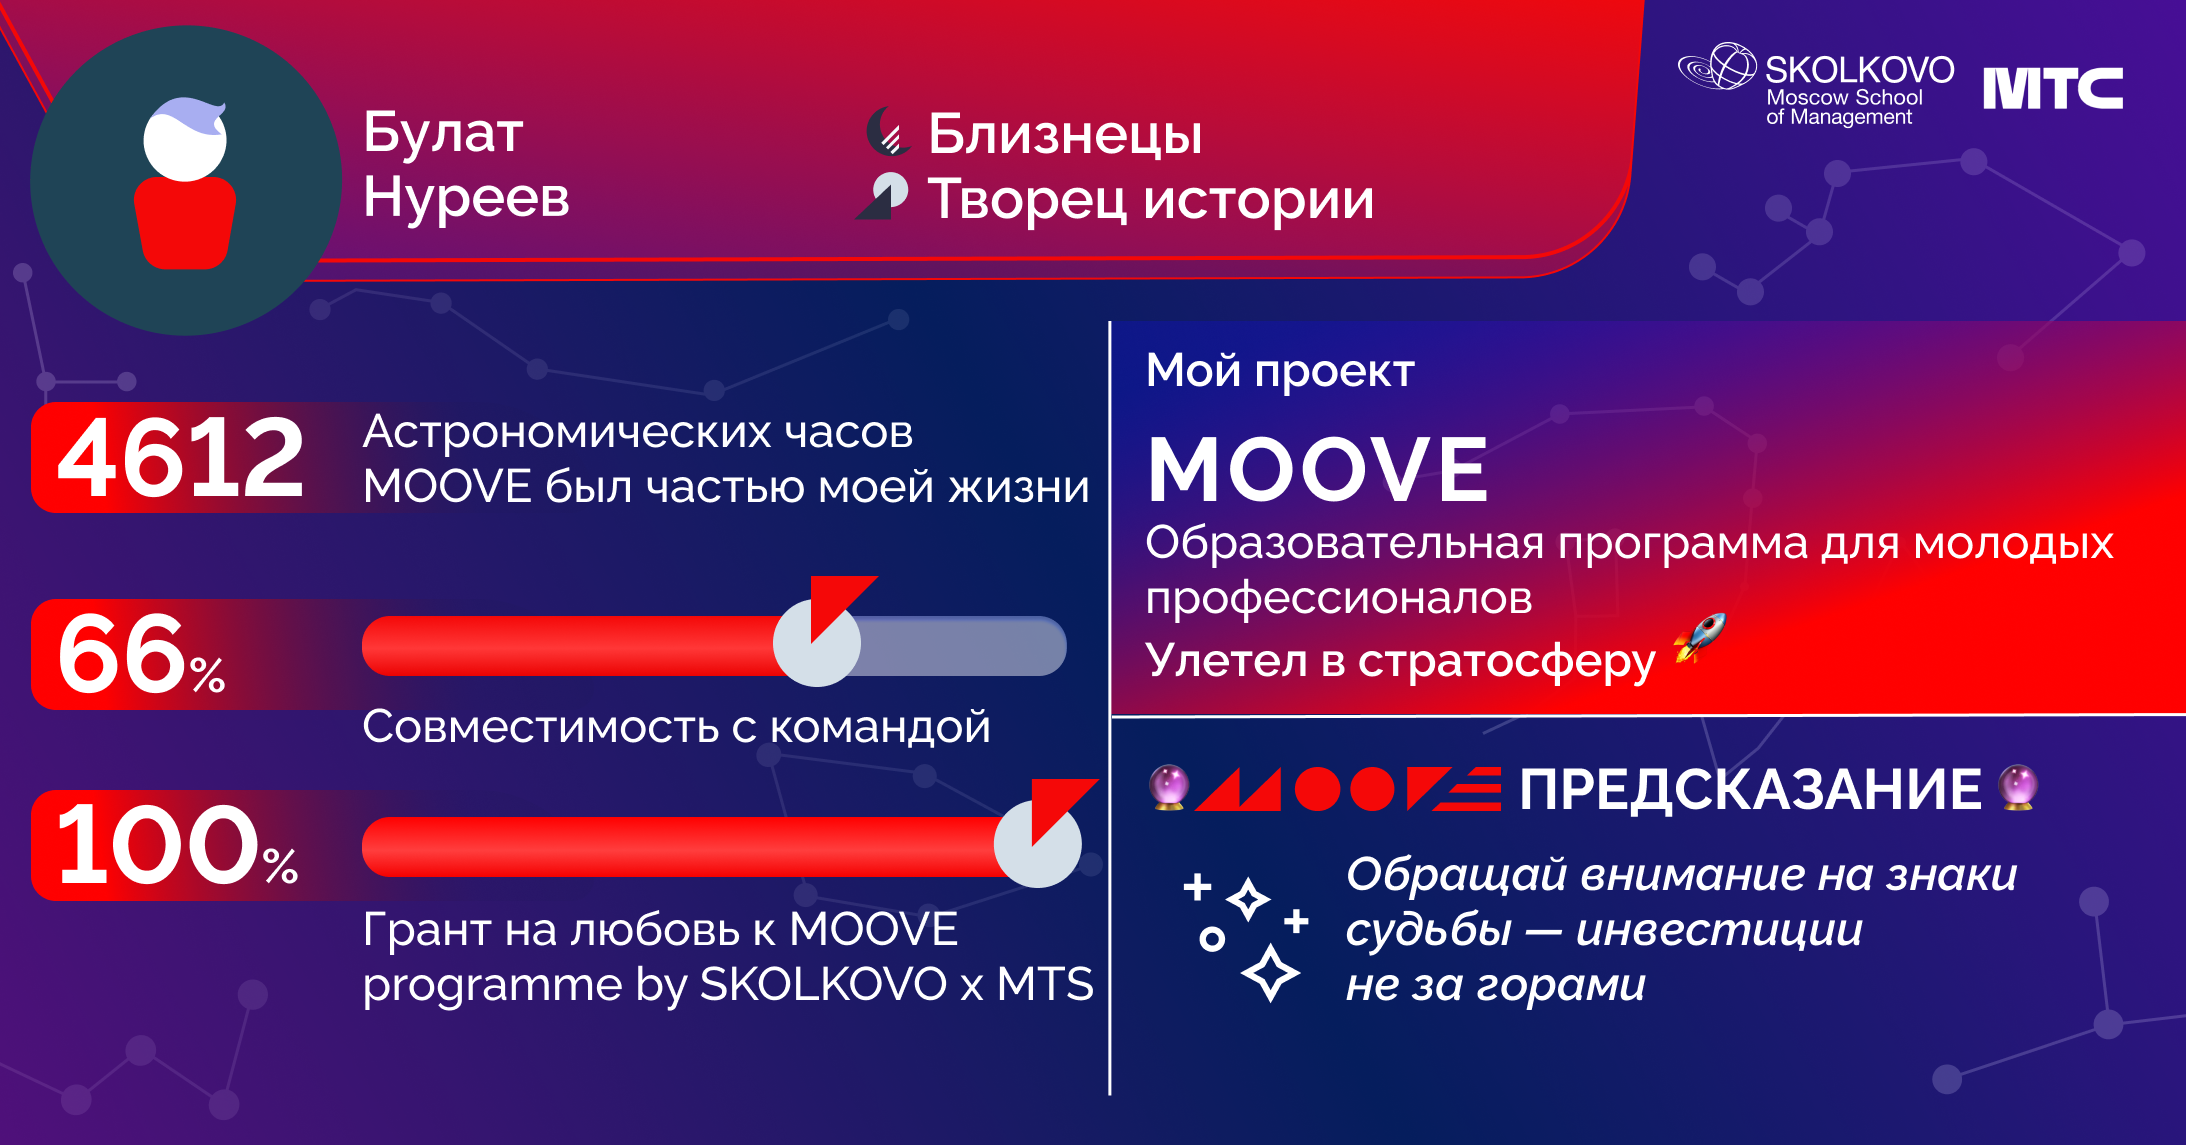 Булат
Нуреев
Близнецы
Творец истории
SKOLKOVO
Moscow School
of Management
МТС
4612
Астрономических часов
MOOVE был частью моей жизни
66%
Совместимость с командой
100%
Грант на любовь к MOOVE
programme by SKOLKOVO x MTS
Мой проект
MOOVE
Образовательная программа для молодых
профессионалов
Улетел в стратосферу
MOOVE ПРЕДСКАЗАНИЕ
Обращай внимание на знаки
судьбы — инвестиции
не за горами